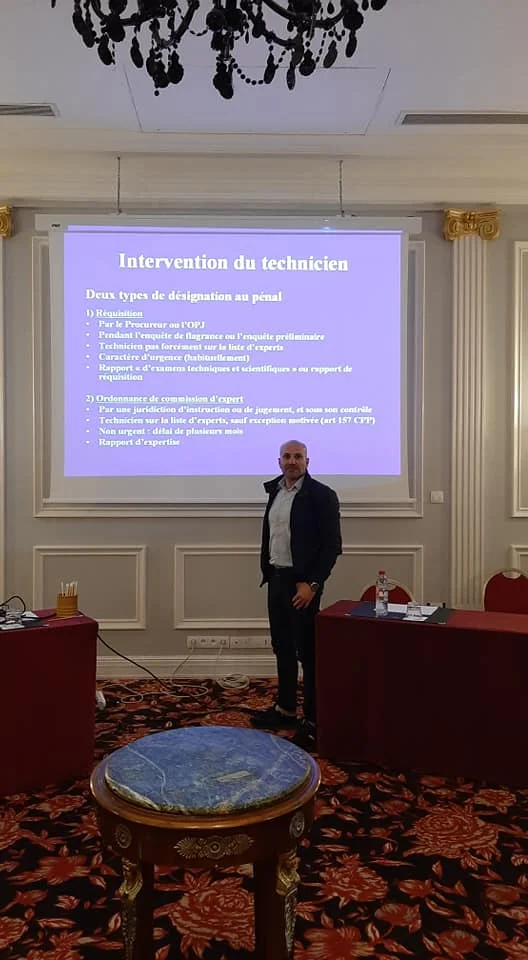 Intervention du technicien
Deux types de désignation au pénal
1) Réquisition
• Par le Procureur ou l'OPJ
• Pendant l'enquête de flagrance ou l'enquête préliminaire
• Technicien pas forcément sur la liste d'experts
• Caractère d'urgence (habituellement)
• Rapport « d'examens techniques et scientifiques » ou rapport de
réquisition
2) Ordonnance de commission d'expert
• Par une juridiction d'instruction ou de jugement, et sous son contrôle
• Technicien sur la liste d'experts, sauf exception motivée (art 157 CPP)
• Non urgent : délai de plusieurs mois
• Rapport d'expertise